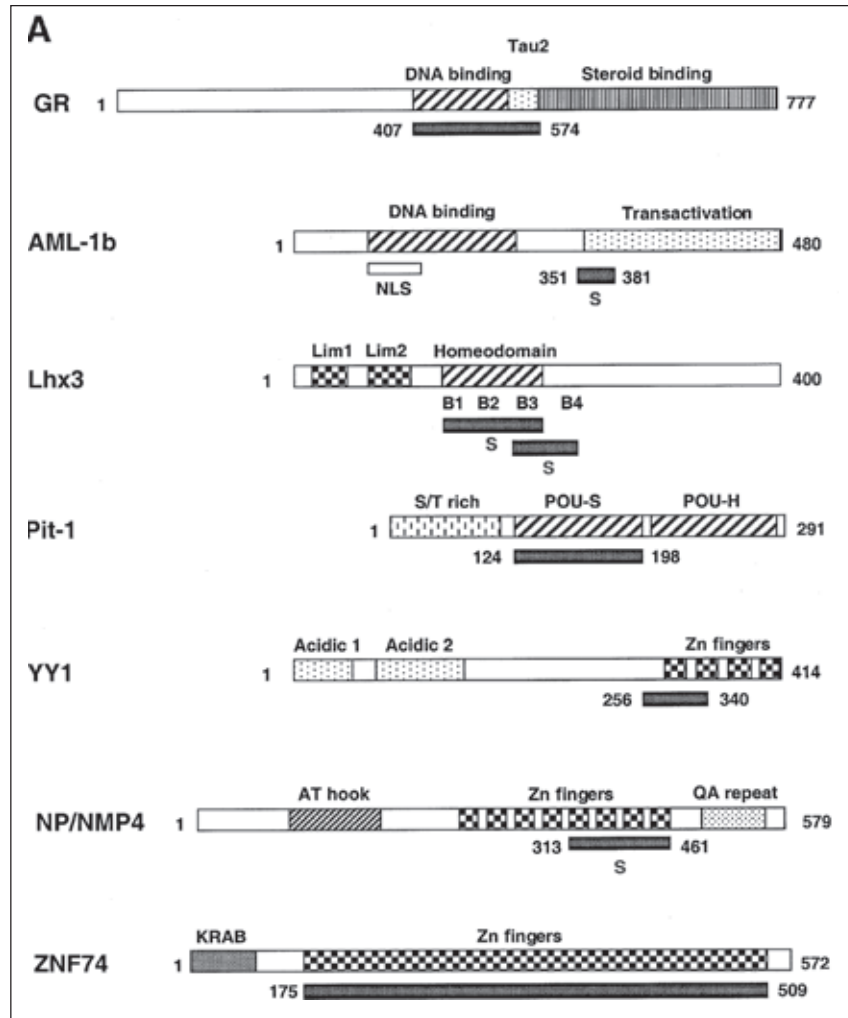 A
Tau2
DNA binding Steroid binding
GR 1 777
407 574
DNA binding Transactivation
AML-1b 1 480
NLS 351 381
S
Lim1 Lim2 Homeodomain
Lhx3 1 400
B1 B2 B3 B4
S
S
S/T rich POU-S POU-H
Pit-1 1 291
124 198
Acidic 1 Acidic 2 Zn fingers
YY1 1 414
256 340
AT hook Zn fingers QA repeat
NP/NMP4 1 579
313 461
S
KRAB Zn fingers
ZNF74 1 572
175 509